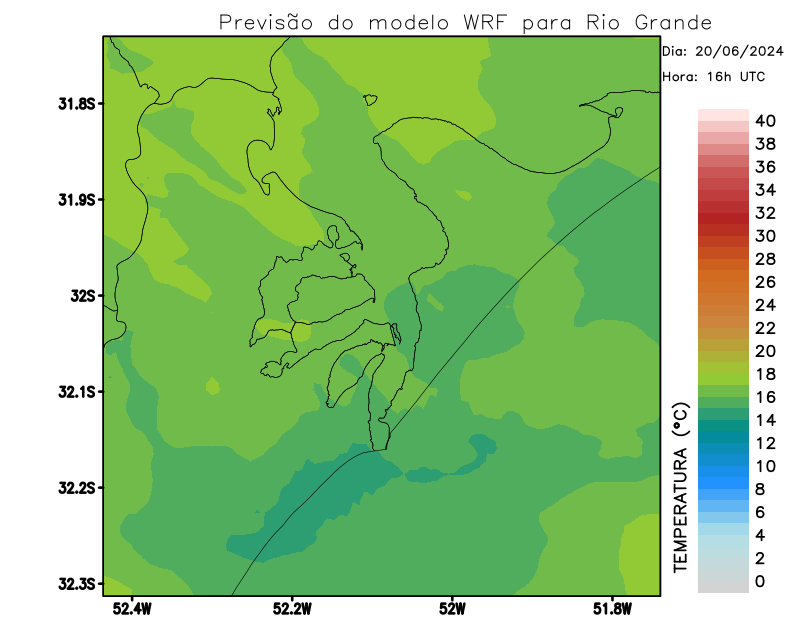 Previsão do modelo WRF para Rio Grande
Dia: 20/06/2024
Hora: 16h UTC
31.8S
31.9S
32S
32.1S
32.2S
32.3S
52.4W
52.2W
52W
51.8W
40
38
36
34
32
30
28
26
24
22
20
18
16
14
12
10
8
6
4
2
0
TEMPERATURA (°C)